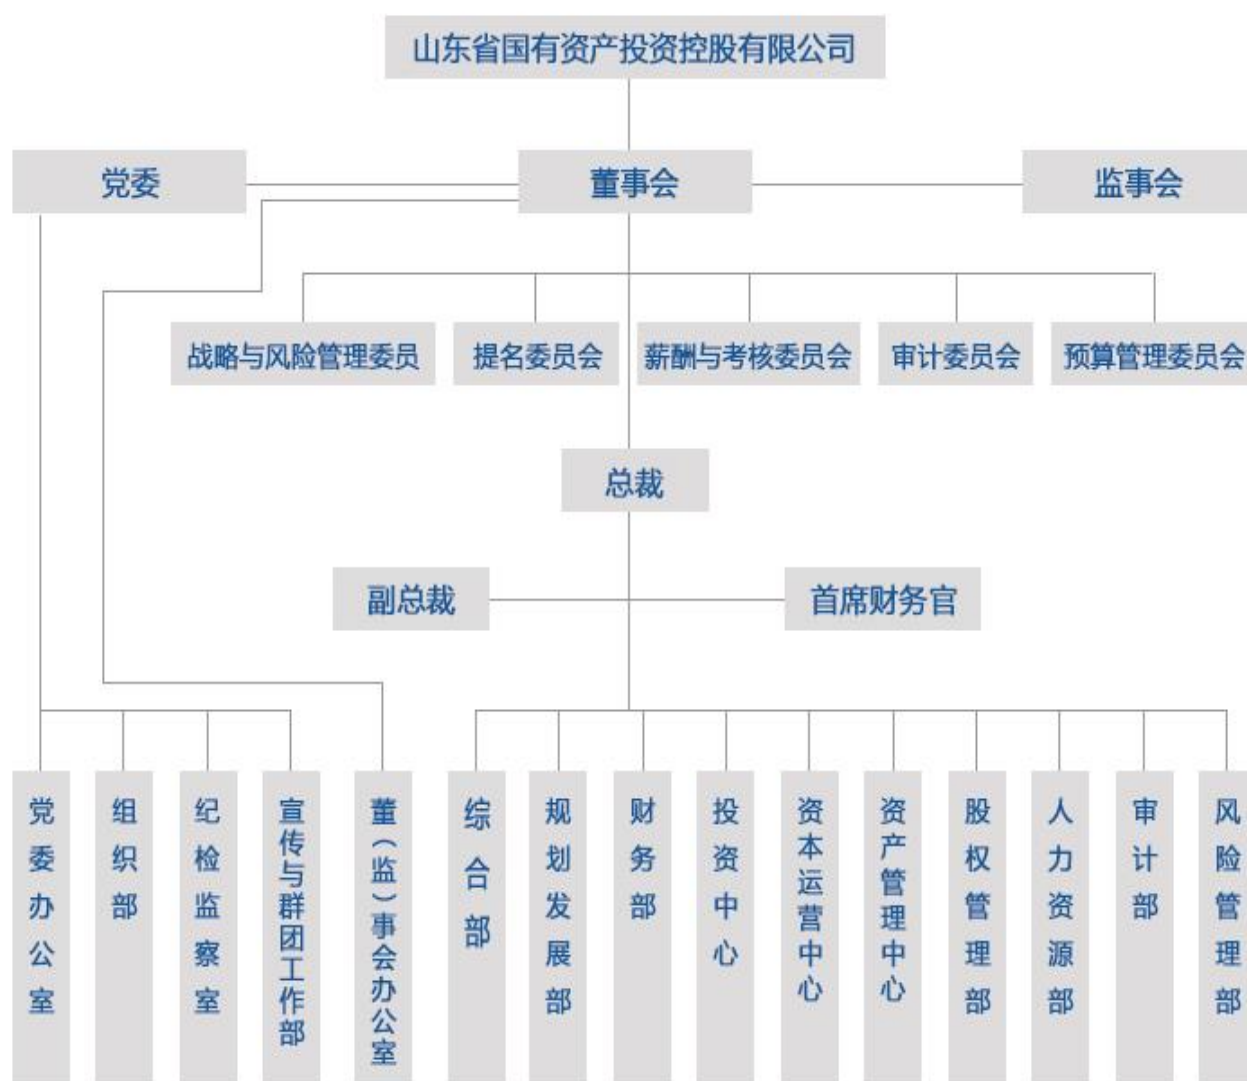 山东省国有资产投资控股有限公司
党委
董事会
监事会
战略与风险管理委员
提名委员会
薪酬与考核委员会
审计委员会
预算管理委员会
总裁
副总裁
首席财务官
党委办公室
组织部
纪检监察室
宣传与群团工作部
董（监）事会办公室
综合部
规划发展部
财务部
投资中心
资本运营中心
资产管理中心
股权管理部
人力资源部
审计部
风险管理部